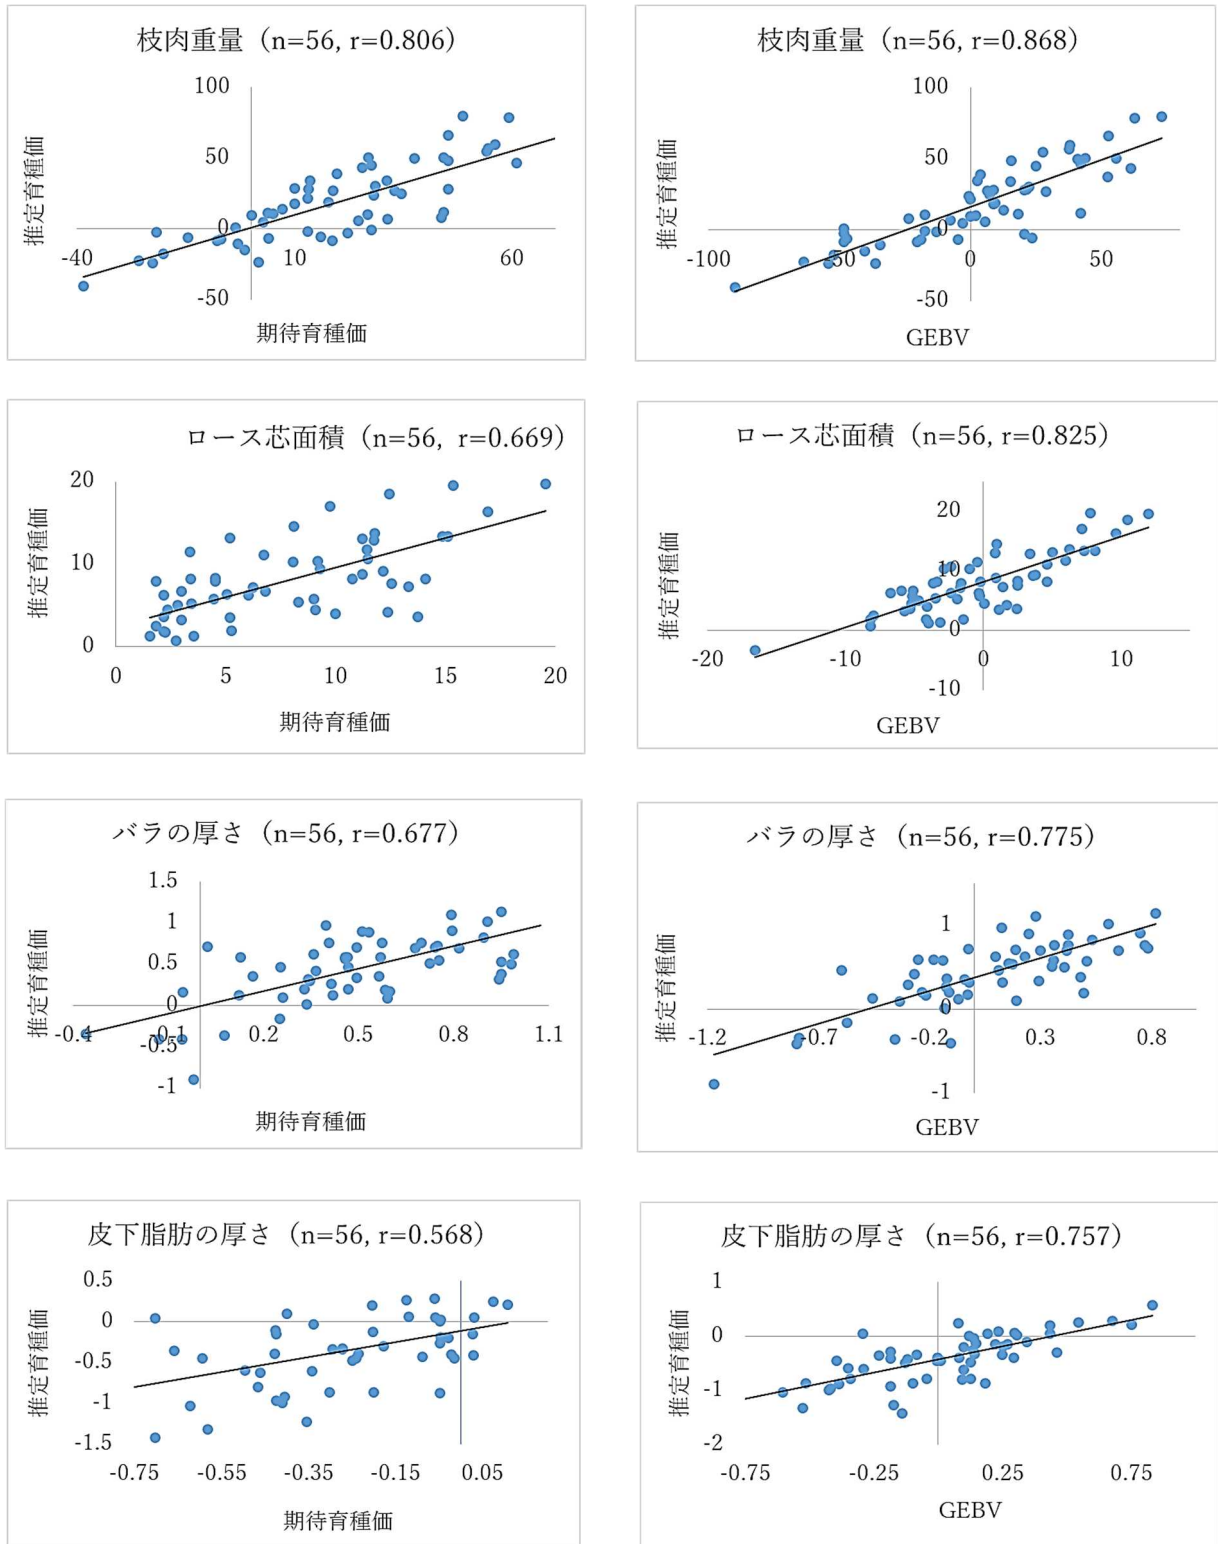 枝肉重量（n=56, r=0.806）
100
50
0
-50
-40
10
60
推定育種価
期待育種価
枝肉重量（n=56, r=0.868）
100
50
0
-50
-100
-50
0
50
推定育種価
GEBV
ロース芯面積（n=56, r=0.669）
20
10
0
0
5
10
15
20
推定育種価
期待育種価
ロース芯面積（n=56, r=0.825）
20
10
0
-10
-20
-10
0
10
推定育種価
GEBV
バラの厚さ（n=56, r=0.677）
1.5
1
0.5
0
-0.5
-1
-0.4
-0.1
0.2
0.5
0.8
1.1
推定育種価
期待育種価
バラの厚さ（n=56, r=0.775）
1
0
-1
-1.2
-0.7
-0.2
0.3
0.8
推定育種価
GEBV
皮下脂肪の厚さ（n=56, r=0.568）
0.5
0
-0.5
-1
-1.5
-0.75
-0.55
-0.35
-0.15
0.05
推定育種価
期待育種価
皮下脂肪の厚さ（n=56, r=0.757）
1
0
-1
-2
-0.75
-0.25
0.25
0.75
推定育種価
GEBV